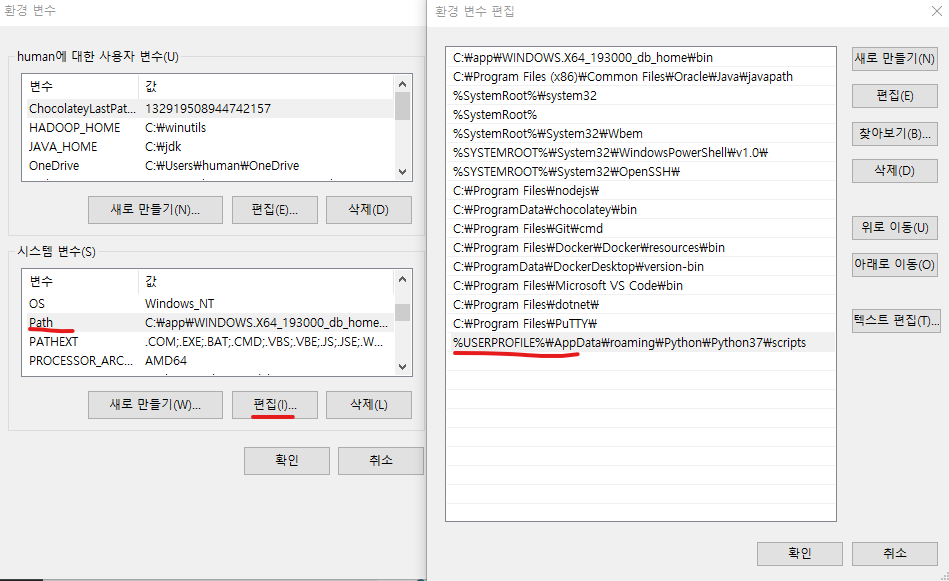 환경 변수
human에 대한 사용자 변수(U)
변수 값
ChocolateyLastPat... 132919508944742157
HADOOP_HOME C:₩winutils
JAVA_HOME C:₩jdk
OneDrive C:₩Users₩human₩OneDrive
새로 만들기(N)... 편집(E)... 삭제(D)
시스템 변수(S)
변수 값
OS Windows_NT
Path C:₩app₩WINDOWS.X64_193000_db_home...
PATHEXT .COM;.EXE;.BAT;.CMD;.VBS;.VBE;.JS;.JSE;.W...
PROCESSOR_ARC... AMD64
새로 만들기(W)... 편집(I)... 삭제(L)
확인 취소
환경 변수 편집
C:₩app₩WINDOWS.X64_193000_db_home₩bin
C:₩Program Files (x86)₩Common Files₩Oracle₩Java₩javapath
%SystemRoot%₩system32
%SystemRoot%
%SystemRoot%₩System32₩Wbem
%SYSTEMROOT%₩System32₩WindowsPowerShell₩v1.0₩
%SYSTEMROOT%₩System32₩OpenSSH₩
C:₩Program Files₩nodejs₩
C:₩ProgramData₩chocolatey₩bin
C:₩Program Files₩Git₩cmd
C:₩Program Files₩Docker₩Docker₩resources₩bin
C:₩ProgramData₩DockerDesktop₩version-bin
C:₩Program Files₩Microsoft VS Code₩bin
C:₩Program Files₩dotnet₩
C:₩Program Files₩PuTTY₩
%USERPROFILE%₩AppData₩roaming₩Python₩Python37₩scripts
새로 만들기(N)
편집(E)
찾아보기(B)...
삭제(D)
위로 이동(U)
아래로 이동(O)
텍스트 편집(T)...
확인 취소